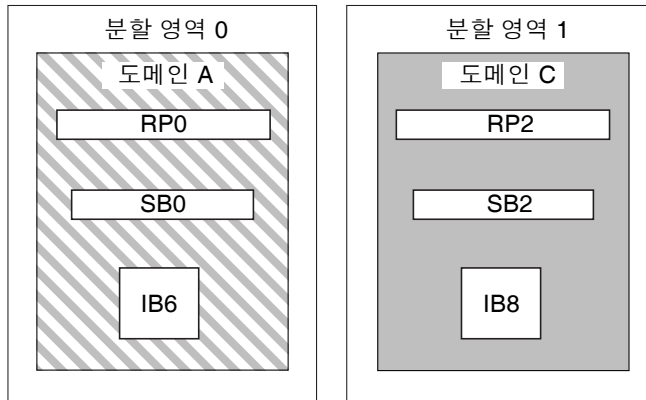 분할 영역 0
도메인 A
RP0
SB0
IB6
분할 영역 1
도메인 C
RP2
SB2
IB8